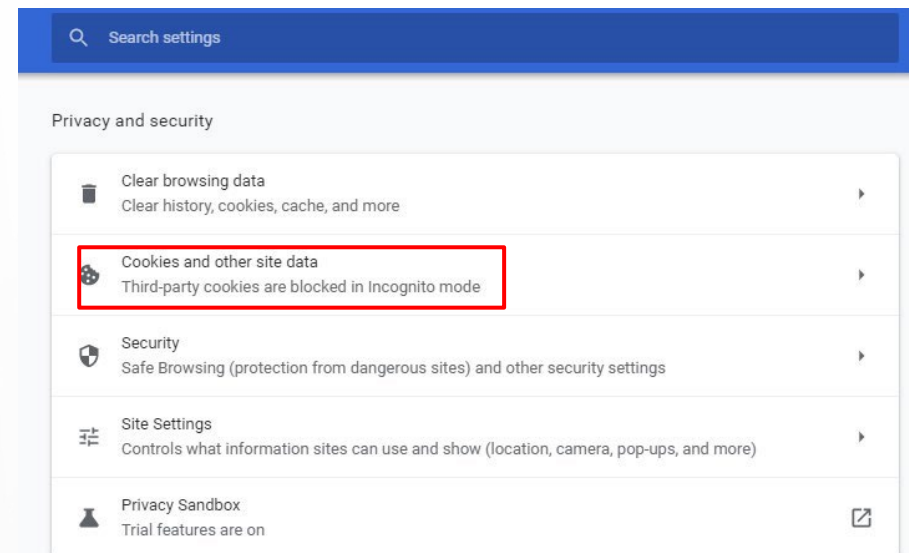 Search settings
Privacy and security
Clear browsing data
Clear history, cookies, cache, and more
Cookies and other site data
Third-party cookies are blocked in Incognito mode
Security
Safe Browsing (protection from dangerous sites) and other security settings
Site Settings
Controls what information sites can use and show (location, camera, pop-ups, and more)
Privacy Sandbox
Trial features are on